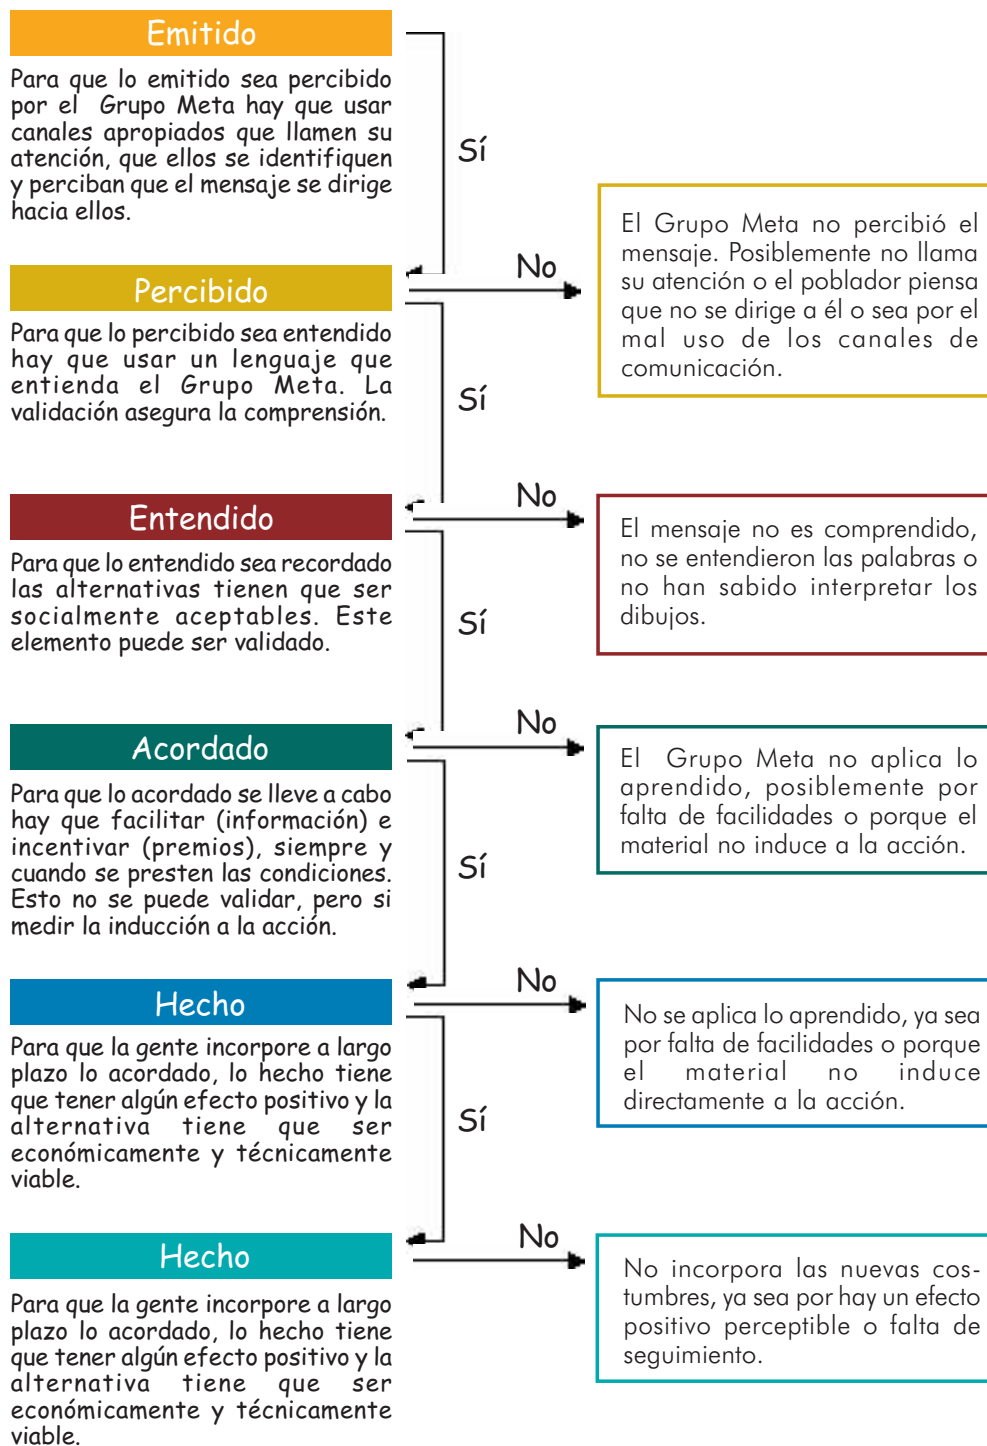 Emitido
Para que lo emitido sea percibido
por el Grupo Meta hay que usar
canales apropiados que llamen su
atención, que ellos se identifiquen
y perciban que el mensaje se dirige
hacia ellos.
Sí
No
El Grupo Meta no percibió el
mensaje. Posiblemente no llama
su atención o el poblador piensa
que no se dirige a él o sea por el
mal uso de los canales de
comunicación.
Percibido
Para que lo percibido sea entendido
hay que usar un lenguaje que
entienda el Grupo Meta. La
validación asegura la comprensión.
Sí
No
El mensaje no es comprendido,
no se entendieron las palabras o
no han sabido interpretar los
dibujos.
Entendido
Para que lo entendido sea recordado
las alternativas tienen que ser
socialmente aceptables. Este
elemento puede ser validado.
Sí
No
El Grupo Meta no aplica lo
aprendido, posiblemente por
falta de facilidades o porque el
material no induce a la acción.
Acordado
Para que lo acordado se lleve a cabo
hay que facilitar (información) e
incentivar (premios), siempre y
cuando se presten las condiciones.
Esto no se puede validar, pero si
medir la inducción a la acción.
Sí
No
No se aplica lo aprendido, ya sea
por falta de facilidades o porque
el material no induce
directamente a la acción.
Hecho
Para que la gente incorpore a largo
plazo lo acordado, lo hecho tiene
que tener algún efecto positivo y la
alternativa tiene que ser
económicamente y técnicamente
viable.
Sí
No
No incorpora las nuevas cos-
tumbres, ya sea por hay un efecto
positivo perceptible o falta de
seguimiento.
Hecho
Para que la gente incorpore a largo
plazo lo acordado, lo hecho tiene
que tener algún efecto positivo y la
alternativa tiene que ser
económicamente y técnicamente
viable.